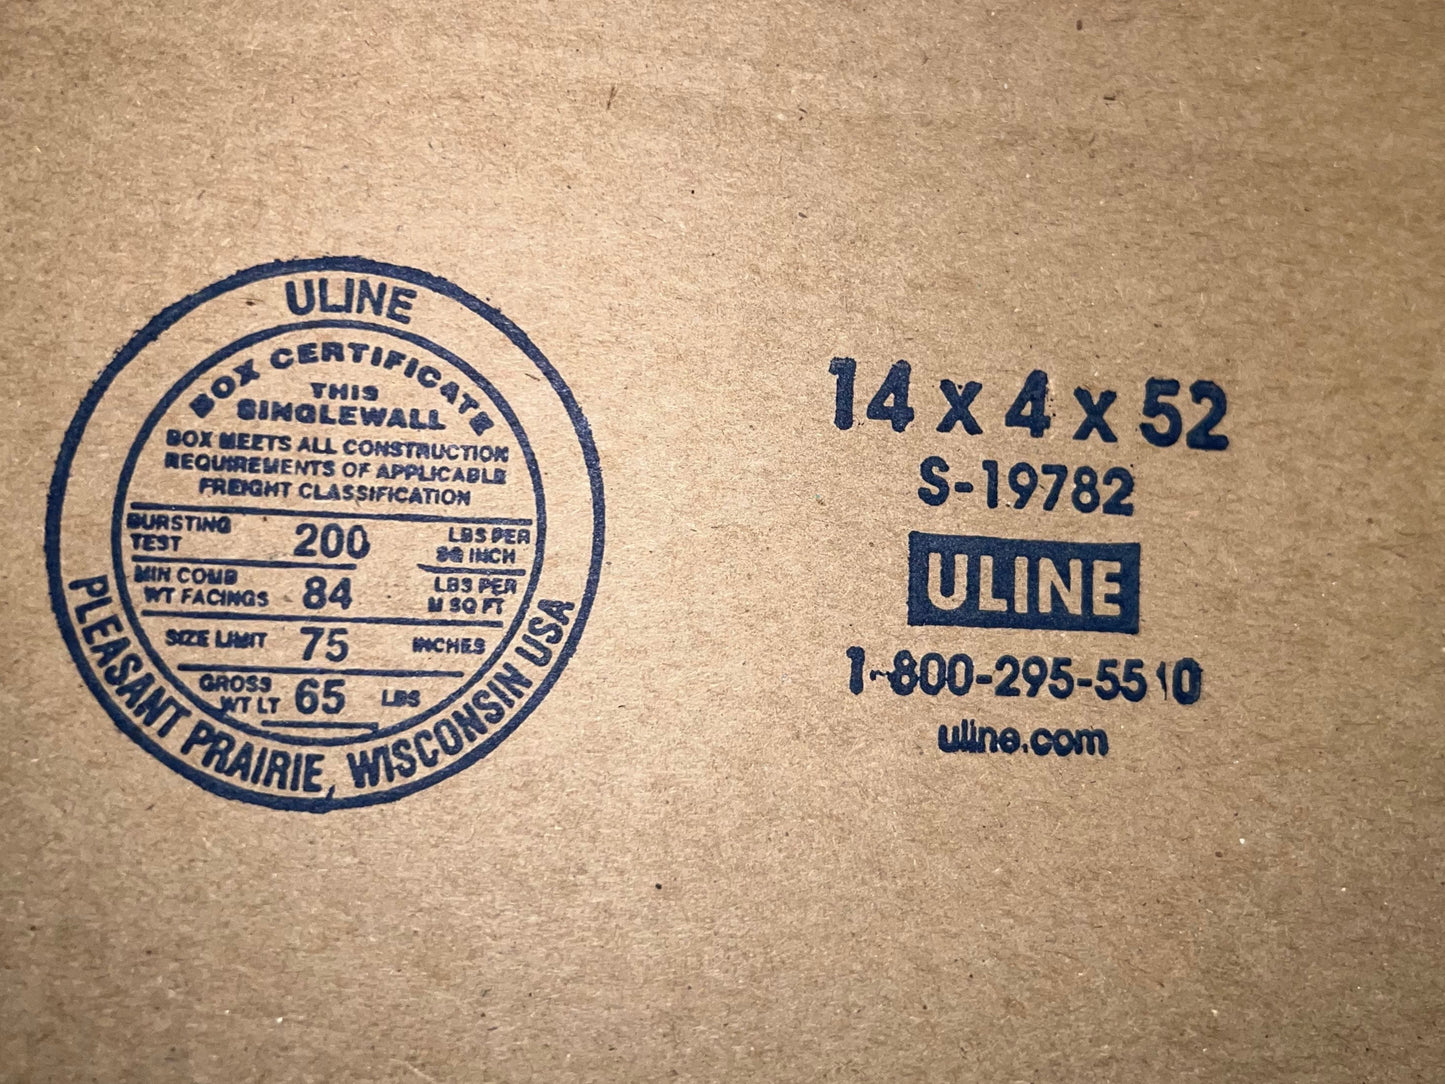 ULINE
BOX CERTIFICATE
THIS
SINGLEWALL
BOX MEETS ALL CONSTRUCTION
REQUIREMENTS OF APPLICABLE
FREIGHT CLASSIFICATION
BURSTING TEST 200 LBS PER SQ INCH
MIN COMB WT FACINGS 84 LBS PER M SQ FT
SIZE LIMIT 75 INCHES
GROSS WT LT 65 LBS
PLEASANT PRAIRIE, WISCONSIN USA
14 x 4 x 52
S-19782
ULINE
1-800-295-5510
uline.com